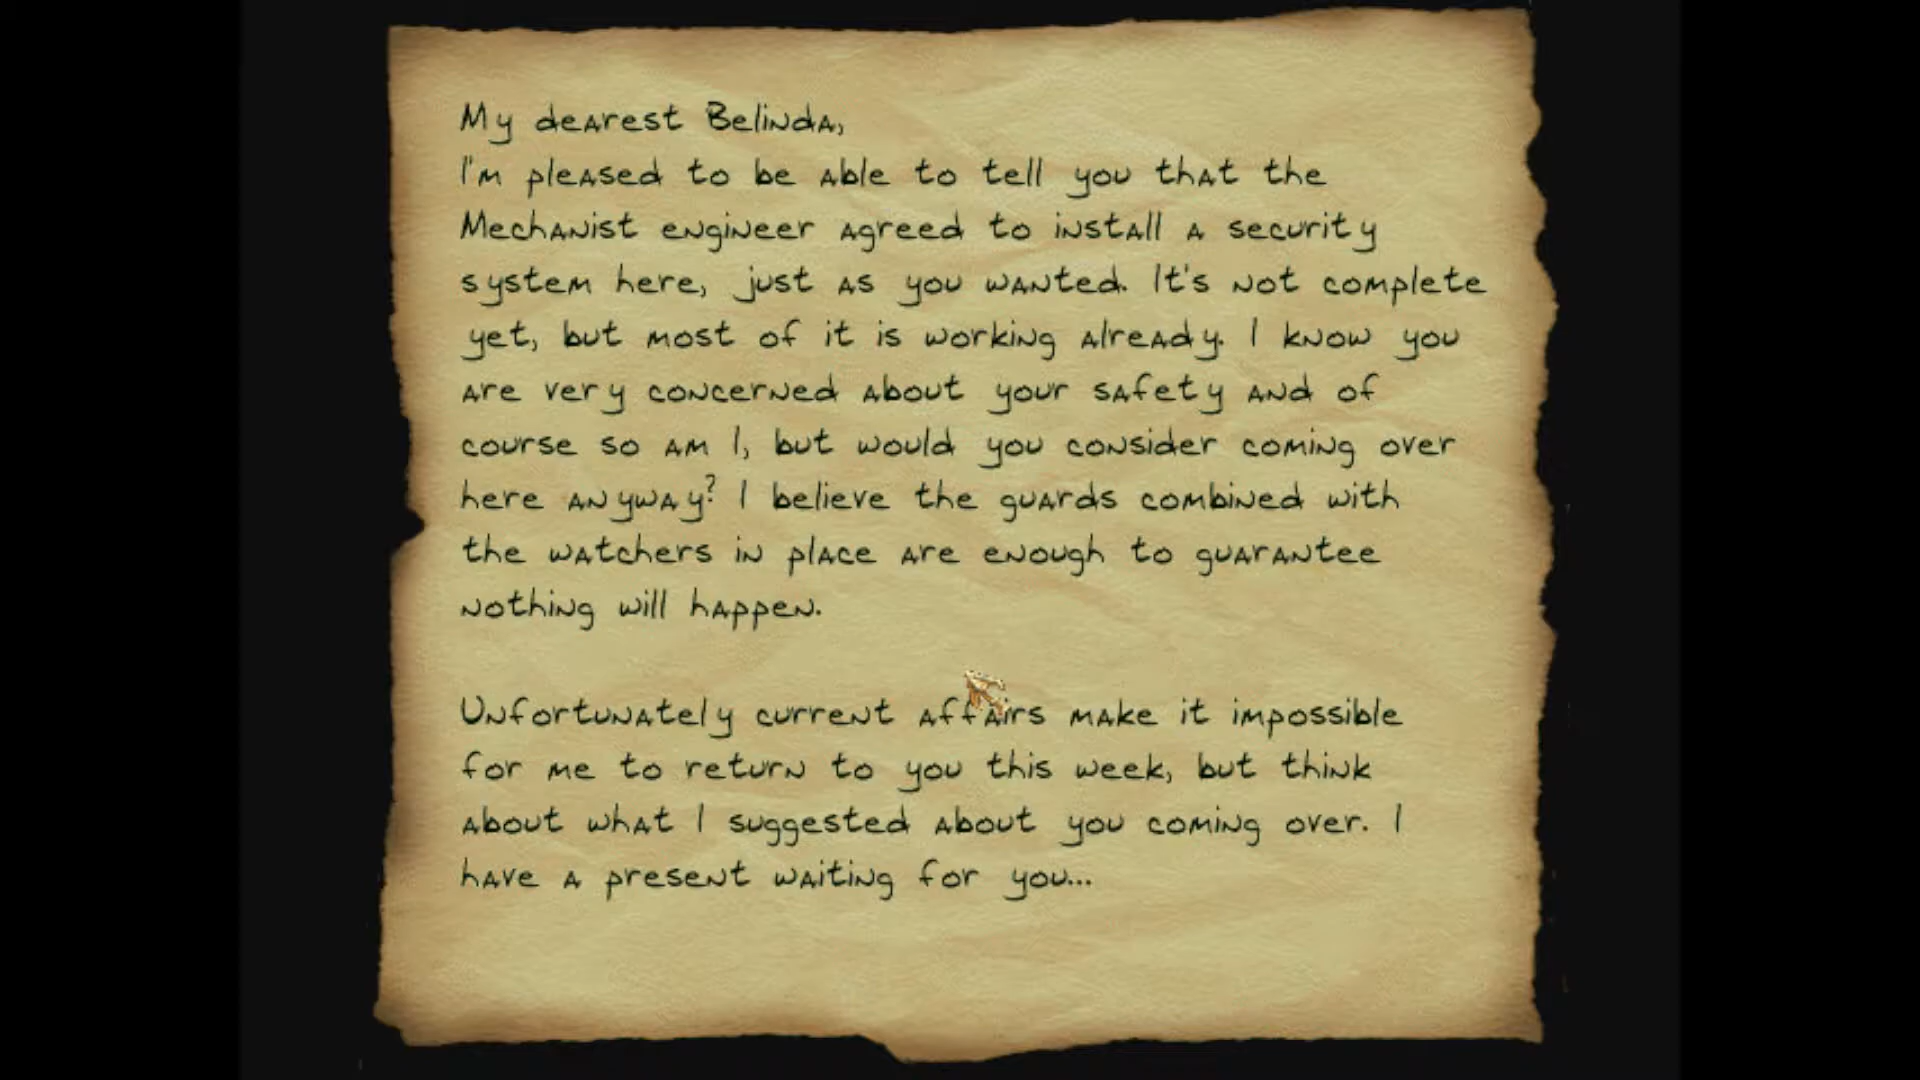 My dearest Belinda,
I'm pleased to be able to tell you that the
Mechanist engineer agreed to install a security
system here, just as you wanted. It's not complete
yet, but most of it is working already. I know you
are very concerned about your safety and of
course so am I, but would you consider coming over
here anyway? I believe the guards combined with
the watchers in place are enough to guarantee
nothing will happen.
Unfortunately current affairs make it impossible
for me to return to you this week, but think
about what I suggested about you coming over. I
have a present waiting for you...